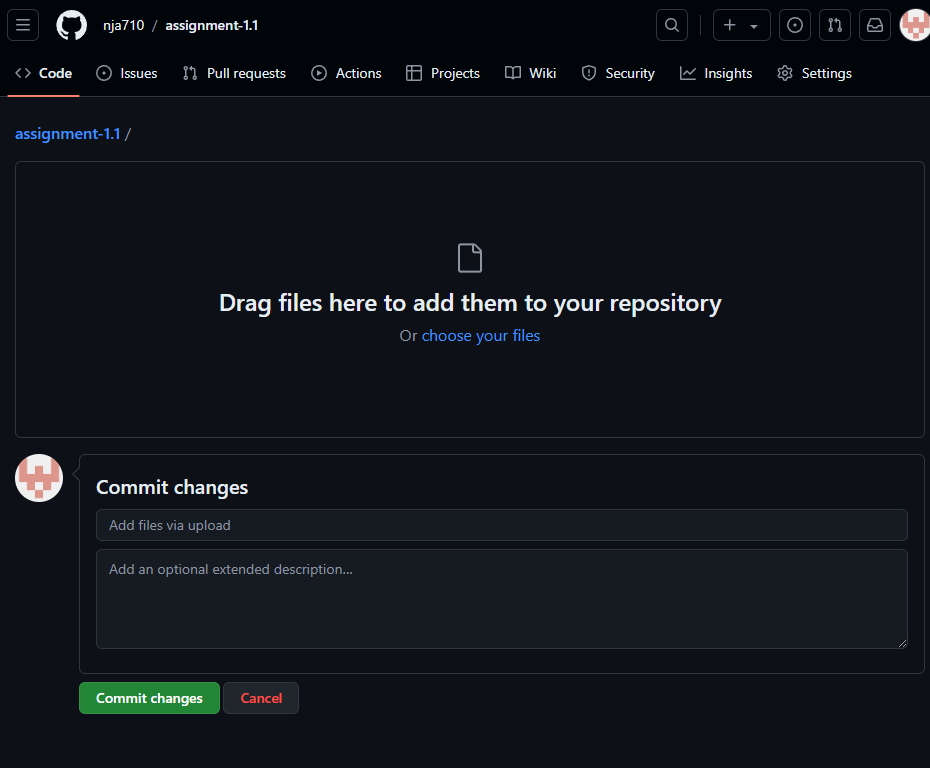 nja710 / assignment-1.1
Code Issues Pull requests Actions Projects Wiki Security Insights Settings
assignment-1.1 /
Drag files here to add them to your repository
Or choose your files
Commit changes
Add files via upload
Add an optional extended description...
Commit changes Cancel